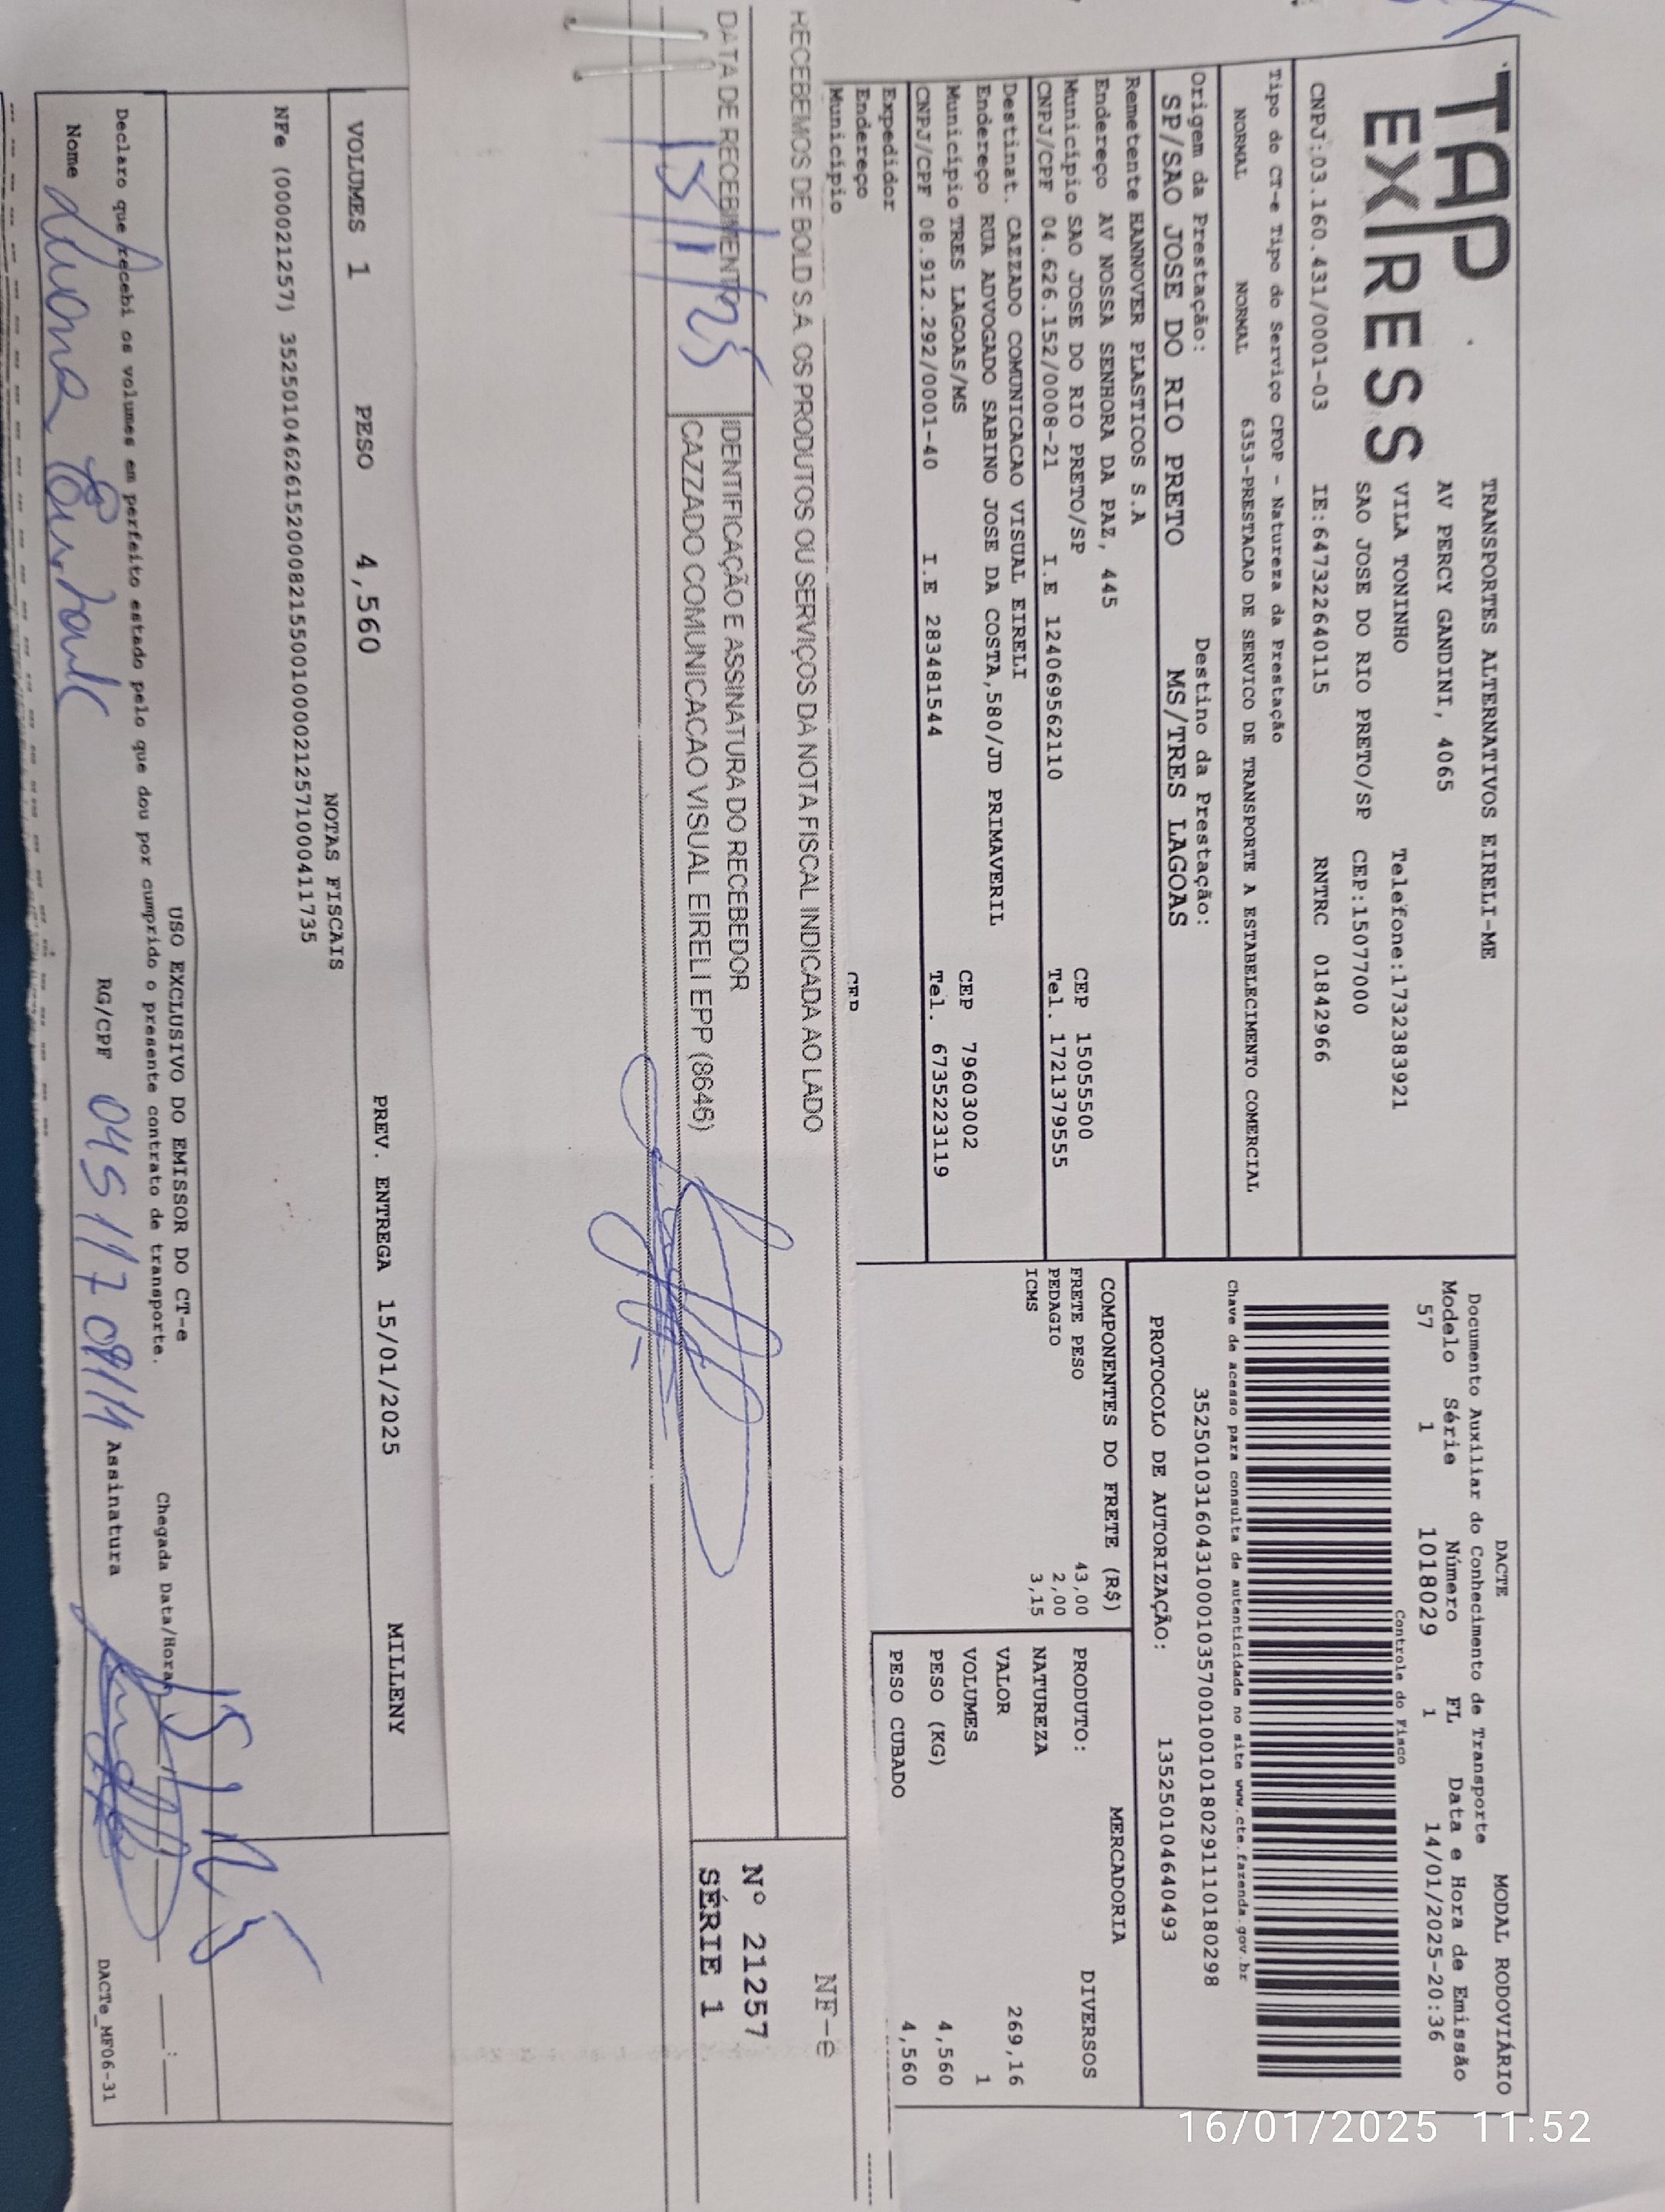 TAP
EXPRESS
TRANSPORTES ALTERNATIVOS EIRELI-ME
AV PERCY GANDINI, 4065
VILA TONINHO Telefone:1732383921
SAO JOSE DO RIO PRETO/SP CEP:15077000
CNPJ:03.160.431/0001-03 IE:647322640115 RNTRC 01842966
Tipo do CT-e Tipo do Serviço CFOP - Natureza da Prestação
NORMAL NORMAL 6353-PRESTACAO DE SERVICO DE TRANSPORTE A ESTABELECIMENTO COMERCIAL
Origem da Prestação: Destino da Prestação:
SP/SAO JOSE DO RIO PRETO MS/TRES LAGOAS
Remetente HANNOVER PLASTICOS S.A
Endereço AV NOSSA SENHORA DA PAZ, 445 CEP 15055500
Município SAO JOSE DO RIO PRETO/SP Tel. 1721379555
CNPJ/CPF 04.626.152/0008-21 I.E 124069562110
Destinat. CAZZADO COMUNICACAO VISUAL EIRELI
Endereço RUA ADVOGADO SABINO JOSE DA COSTA,580/JD PRIMAVERIL
Município TRES LAGOAS/MS CEP 79603002
CNPJ/CPF 08.912.292/0001-40 I.E 283481544 Tel. 6735223119
Expedidor
Endereço
Município CEP
DACTE MODAL RODOVIÁRIO
Documento Auxiliar do Conhecimento de Transporte
Modelo Série Número FL Data e Hora de Emissão
57 1 1018029 1 14/01/2025-20:36
Controle do Fisco
Chave de acesso para consulta de autenticidade no site www.cte.fazenda.gov.br
35250103160431000103570010010180291110180298
PROTOCOLO DE AUTORIZAÇÃO: 135250104640493
COMPONENTES DO FRETE (R$)
FRETE PESO 43,00
PEDAGIO 2,00
ICMS 3,15
MERCADORIA
PRODUTO: DIVERSOS
NATUREZA
VALOR 269,16
VOLUMES 1
PESO (KG) 4,560
PESO CUBADO 4,560
RECEBEMOS DE BOLD S.A. OS PRODUTOS OU SERVIÇOS DA NOTA FISCAL INDICADA AO LADO
DATA DE RECEBIMENTO IDENTIFICAÇÃO E ASSINATURA DO RECEBEDOR
15/1/25 CAZZADO COMUNICACAO VISUAL EIRELI EPP (8646)
NF-e
Nº 21257
SÉRIE 1
VOLUMES 1 PESO 4,560 PREV. ENTREGA 15/01/2025 MILLENY
NOTAS FISCAIS
NFe (000021257) 35250104626152000821550010000212571000411735
USO EXCLUSIVO DO EMISSOR DO CT-e
Declaro que recebi os volumes em perfeito estado pelo que dou por cumprido o presente contrato de transporte.
Chegada Data/Hora 15/1/25
Nome Luana RG/CPF Assinatura
DACTe_MF06-31
16/01/2025 11:52